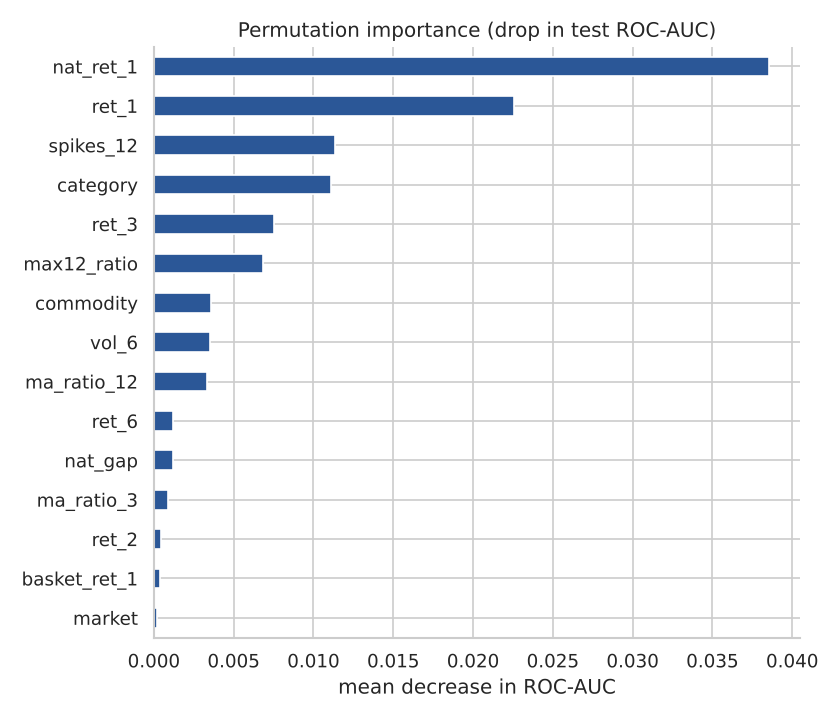 Permutation importance (drop in test ROC-AUC)
nat_ret_1
ret_1
spikes_12
category
ret_3
max12_ratio
commodity
vol_6
ma_ratio_12
ret_6
nat_gap
ma_ratio_3
ret_2
basket_ret_1
market
0.000 0.005 0.010 0.015 0.020 0.025 0.030 0.035 0.040
mean decrease in ROC-AUC